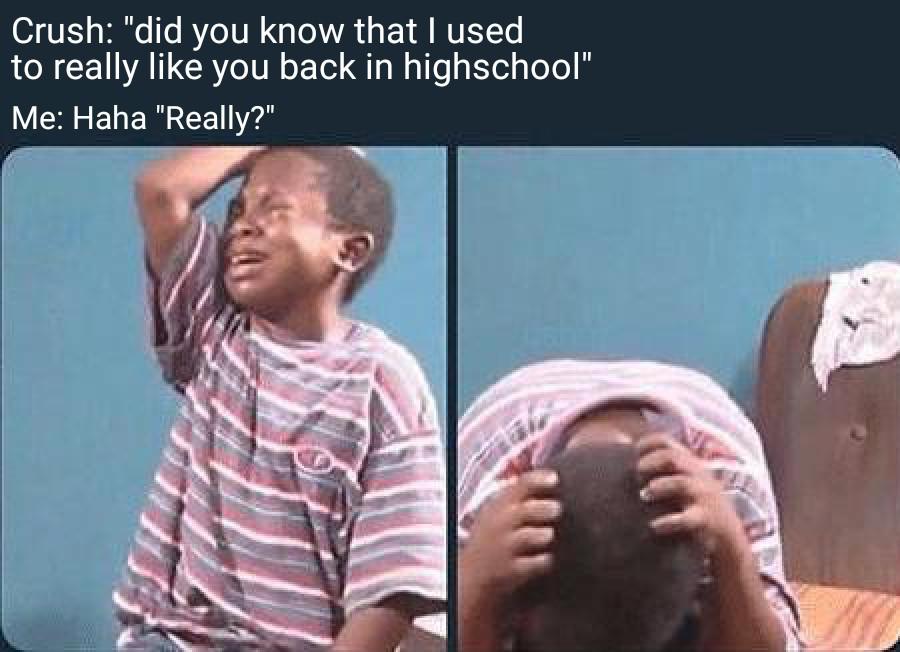 Crush: "did you know that I used
to really like you back in highschool"
Me: Haha "Really?"